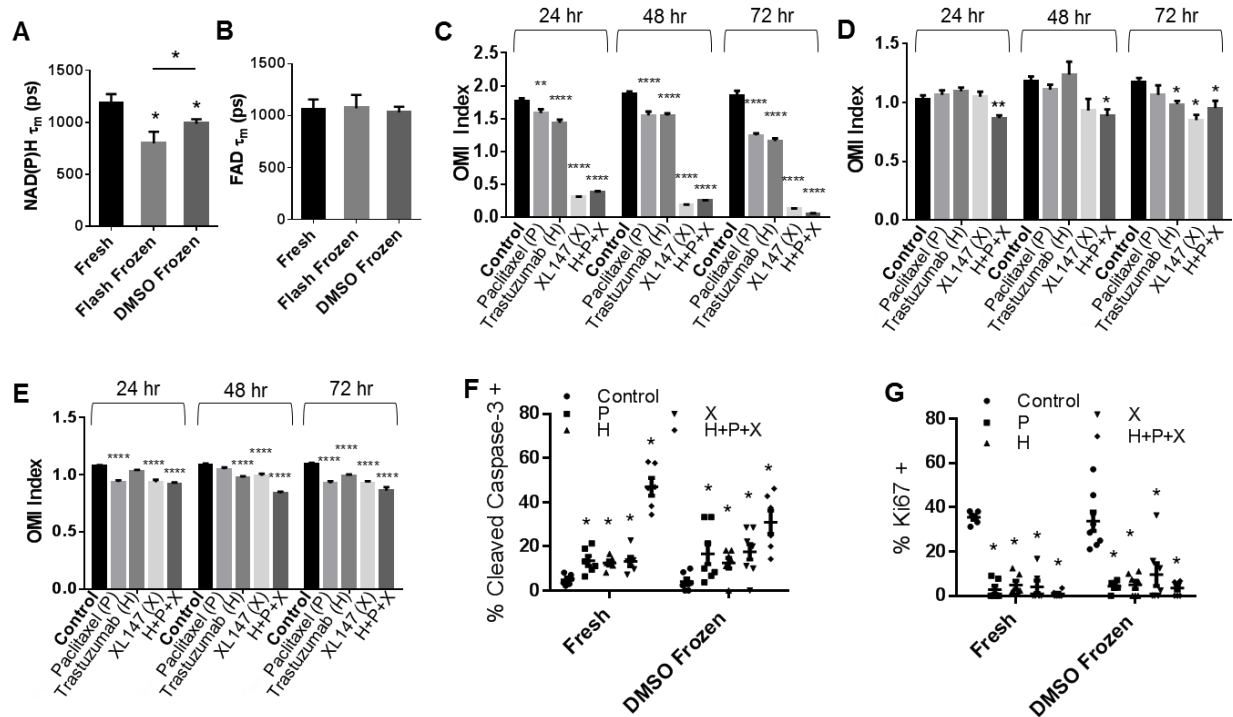 A
NAD(P)H τm (ps)
1500
1000
500
0
*
*
*
Fresh
Flash Frozen
DMSO Frozen
B
FAD τm (ps)
1500
1000
500
0
Fresh
Flash Frozen
DMSO Frozen
C
24 hr
48 hr
72 hr
OMI Index
2.5
2.0
1.5
1.0
0.5
0.0
**
****
****
****
****
****
****
****
****
****
****
****
Control
Paclitaxel (P)
Trastuzumab (H)
XL147 (X)
H+P+X
Control
Paclitaxel (P)
Trastuzumab (H)
XL147 (X)
H+P+X
Control
Paclitaxel (P)
Trastuzumab (H)
XL147 (X)
H+P+X
D
24 hr
48 hr
72 hr
OMI Index
1.5
1.0
0.5
0.0
**
*
*
*
*
Control
Paclitaxel (P)
Trastuzumab (H)
XL147 (X)
H+P+X
Control
Paclitaxel (P)
Trastuzumab (H)
XL147 (X)
H+P+X
Control
Paclitaxel (P)
Trastuzumab (H)
XL147 (X)
H+P+X
E
24 hr
48 hr
72 hr
OMI Index
1.5
1.0
0.5
0.0
****
****
****
****
****
****
****
****
****
****
Control
Paclitaxel (P)
Trastuzumab (H)
XL147 (X)
H+P+X
Control
Paclitaxel (P)
Trastuzumab (H)
XL147 (X)
H+P+X
Control
Paclitaxel (P)
Trastuzumab (H)
XL147 (X)
H+P+X
F
% Cleaved Caspase-3 +
80
60
40
20
0
Control
P
X
H
H+P+X
*
*
*
*
*
*
*
*
Fresh
DMSO Frozen
G
% Ki67 +
80
60
40
20
0
Control
P
X
H
H+P+X
*
*
*
*
*
*
*
*
Fresh
DMSO Frozen